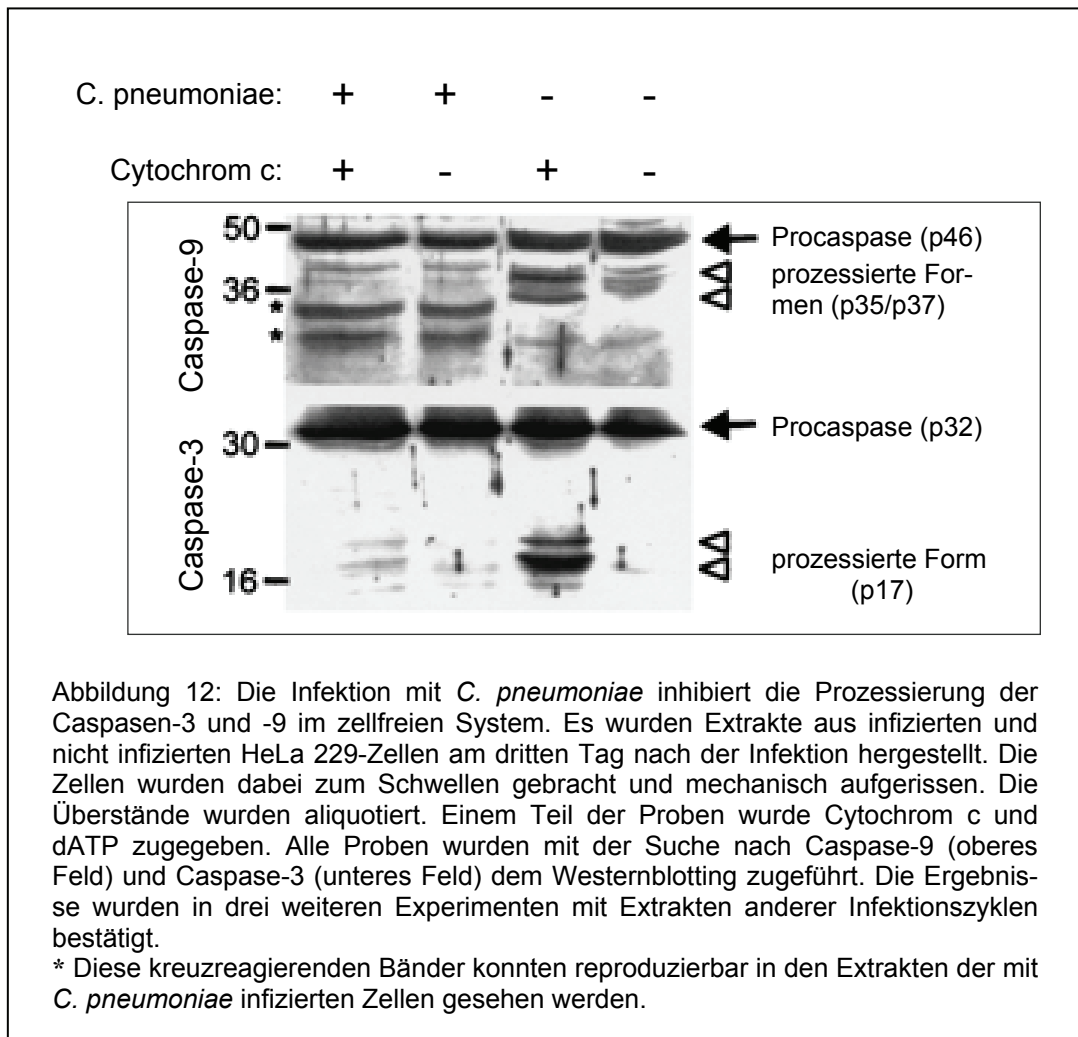 C. pneumoniae: + + - -
Cytochrom c: + - + -
Caspase-9
50
36
*
*
Procaspase (p46)
prozessierte For-
men (p35/p37)
Caspase-3
30
16
Procaspase (p32)
prozessierte Form
(p17)
Abbildung 12: Die Infektion mit C. pneumoniae inhibiert die Prozessierung der
Caspasen-3 und -9 im zellfreien System. Es wurden Extrakte aus infizierten und
nicht infizierten HeLa 229-Zellen am dritten Tag nach der Infektion hergestellt. Die
Zellen wurden dabei zum Schwellen gebracht und mechanisch aufgerissen. Die
Überstände wurden aliquotiert. Einem Teil der Proben wurde Cytochrom c und
dATP zugegeben. Alle Proben wurden mit der Suche nach Caspase-9 (oberes
Feld) und Caspase-3 (unteres Feld) dem Westernblotting zugeführt. Die Ergebnis-
se wurden in drei weiteren Experimenten mit Extrakten anderer Infektionszyklen
bestätigt.
* Diese kreuzreagierenden Bänder konnten reproduzierbar in den Extrakten der mit
C. pneumoniae infizierten Zellen gesehen werden.